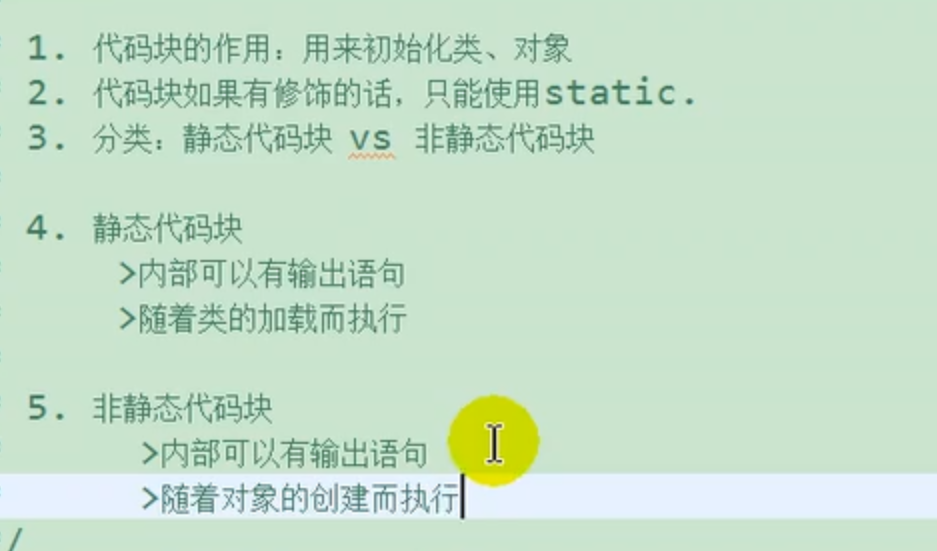 1. 代码块的作用：用来初始化类、对象
2. 代码块如果有修饰的话，只能使用static.
3. 分类：静态代码块 vs 非静态代码块
4. 静态代码块
>内部可以有输出语句
>随着类的加载而执行
5. 非静态代码块
>内部可以有输出语句
>随着对象的创建而执行
/